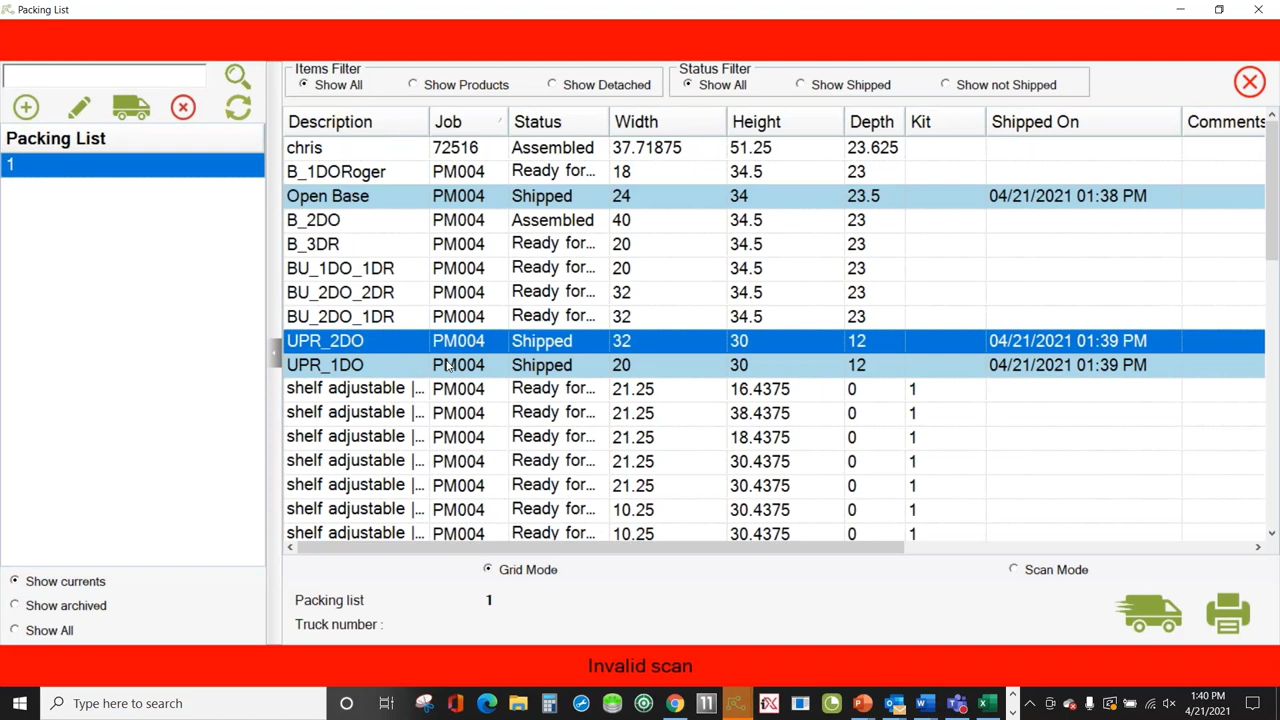 Packing List
Items Filter
Status Filter
Show All Show Products Show Detached Show All Show Shipped Show not Shipped
Packing List
1
Description Job Status Width Height Depth Kit Shipped On Comments
chris 72516 Assembled 37.71875 51.25 23.625
B_1DORoger PM004 Ready for... 18 34.5 23
Open Base PM004 Shipped 24 34 23.5 04/21/2021 01:38 PM
B_2DO PM004 Assembled 40 34.5 23
B_3DR PM004 Ready for... 20 34.5 23
BU_1DO_1DR PM004 Ready for... 20 34.5 23
BU_2DO_2DR PM004 Ready for... 32 34.5 23
BU_2DO_1DR PM004 Ready for... 32 34.5 23
UPR_2DO PM004 Shipped 32 30 12 04/21/2021 01:39 PM
UPR_1DO PM004 Shipped 20 30 12 04/21/2021 01:39 PM
shelf adjustable |... PM004 Ready for... 21.25 16.4375 0 1
shelf adjustable |... PM004 Ready for... 21.25 38.4375 0 1
shelf adjustable |... PM004 Ready for... 21.25 18.4375 0 1
shelf adjustable |... PM004 Ready for... 21.25 30.4375 0 1
shelf adjustable |... PM004 Ready for... 21.25 30.4375 0 1
shelf adjustable |... PM004 Ready for... 10.25 30.4375 0 1
shelf adjustable |... PM004 Ready for... 10.25 30.4375 0 1
Show currents
Show archived
Show All
Grid Mode Scan Mode
Packing list 1
Truck number :
Invalid scan
Type here to search
11
1:40 PM
4/21/2021